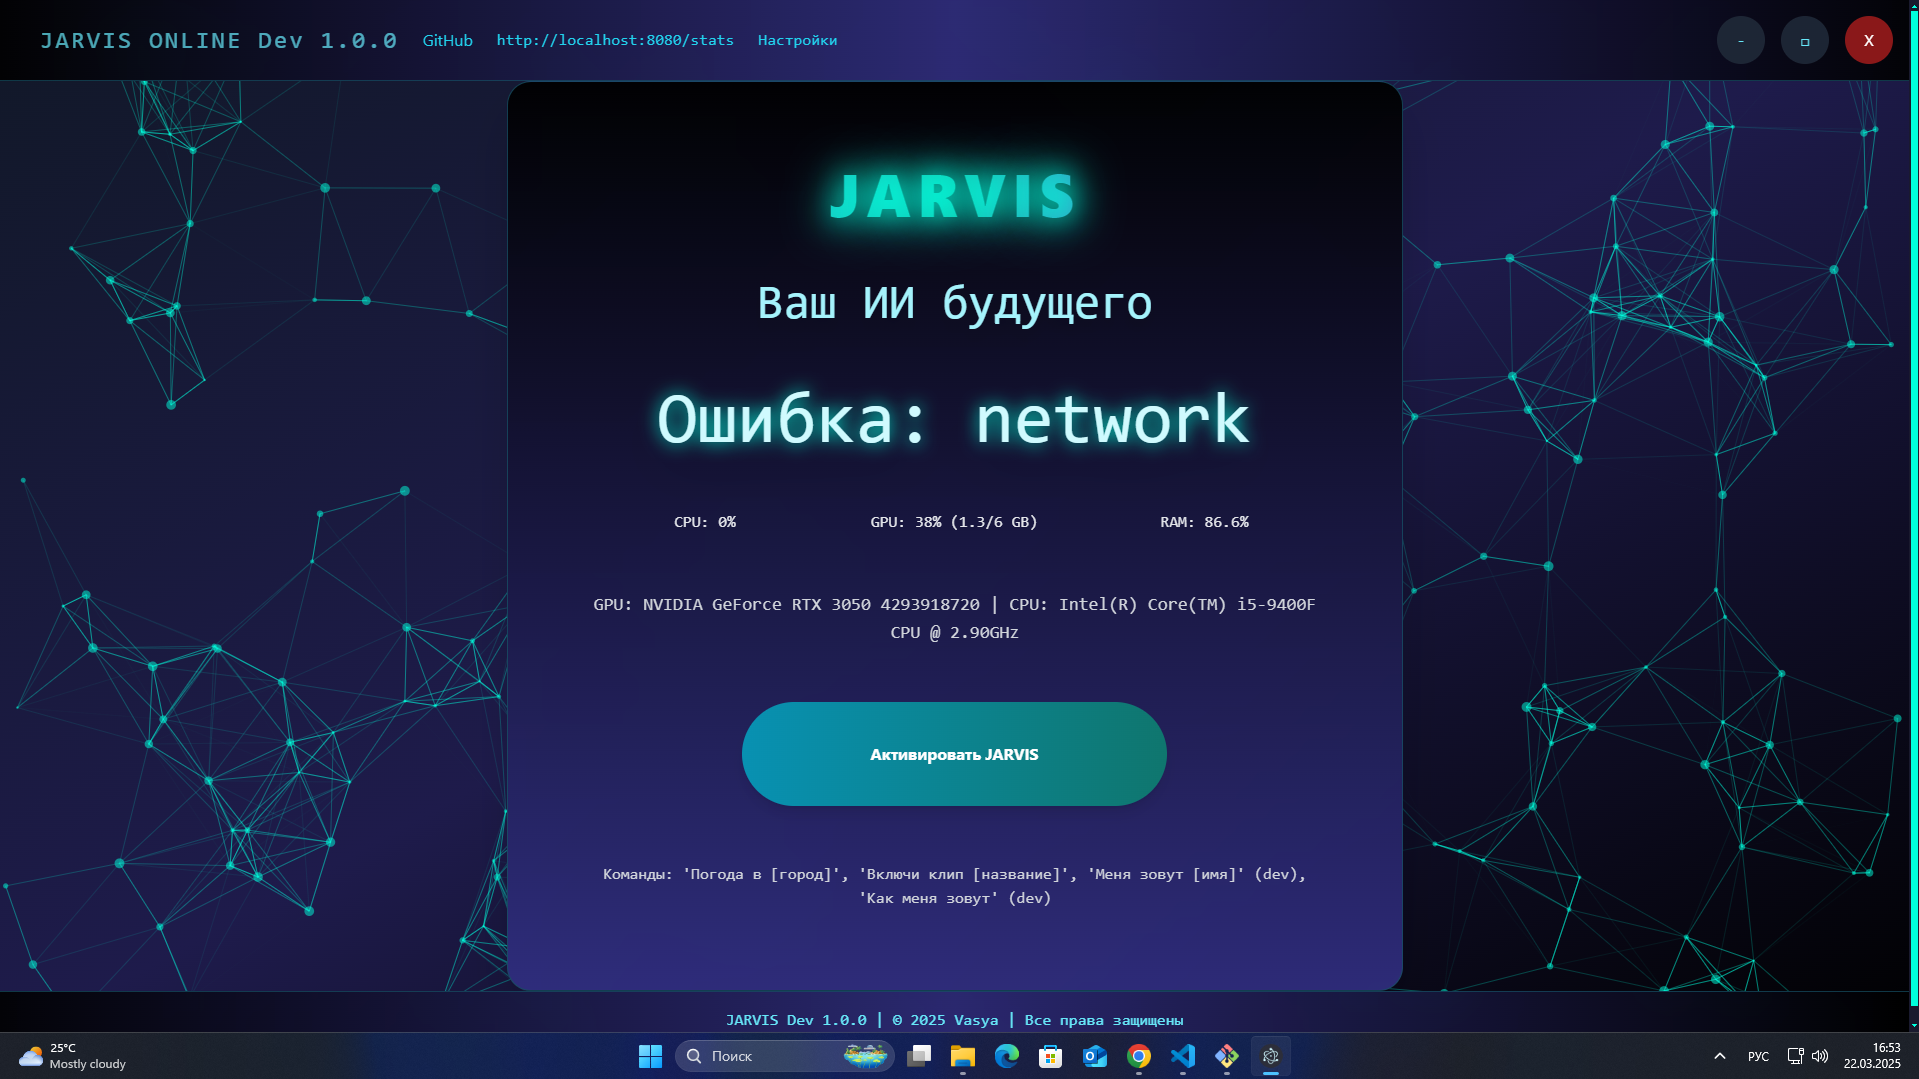 JARVIS ONLINE Dev 1.0.0 GitHub http://localhost:8080/stats Настройки - □ X
JARVIS
Ваш ИИ будущего
Ошибка: network
CPU: 0% GPU: 38% (1.3/6 GB) RAM: 86.6%
GPU: NVIDIA GeForce RTX 3050 4293918720 | CPU: Intel(R) Core(TM) i5-9400F
CPU @ 2.90GHz
Активировать JARVIS
Команды: 'Погода в [город]', 'Включи клип [название]', 'Меня зовут [имя]' (dev),
'Как меня зовут' (dev)
JARVIS Dev 1.0.0 | © 2025 Vasya | Все права защищены
25°C
Mostly cloudy
Поиск
РУС
16:53
22.03.2025